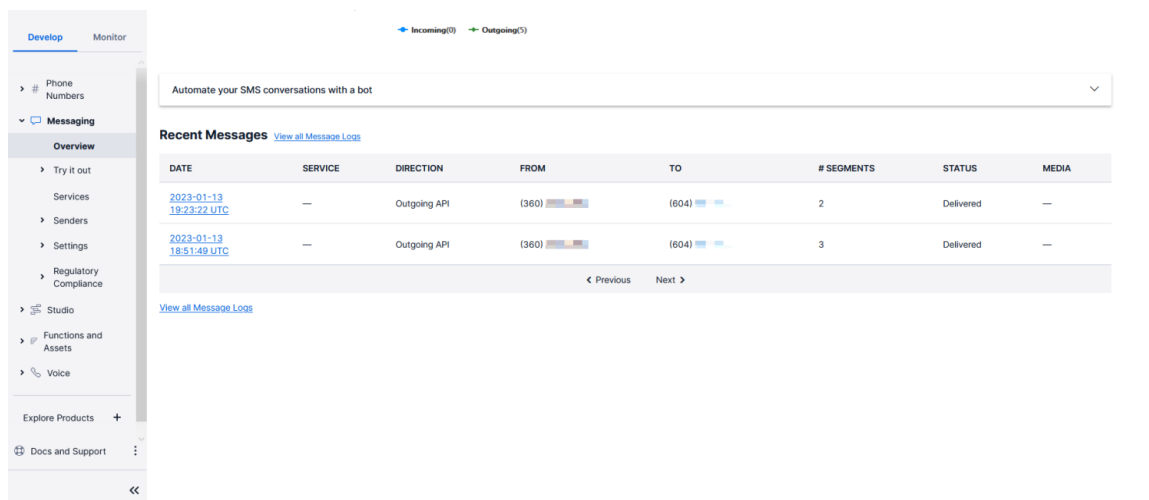 Develop Monitor
Incoming(0) Outgoing(5)
# Phone
Numbers
Messaging
Overview
Try it out
Services
Senders
Settings
Regulatory
Compliance
Studio
Functions and
Assets
Voice
Explore Products +
Docs and Support
Automate your SMS conversations with a bot
Recent Messages View all Message Logs
DATE SERVICE DIRECTION FROM TO # SEGMENTS STATUS MEDIA
2023-01-13
19:23:22 UTC — Outgoing API (360) (604) 2 Delivered —
2023-01-13
18:51:49 UTC — Outgoing API (360) (604) 3 Delivered —
Previous Next
View all Message Logs